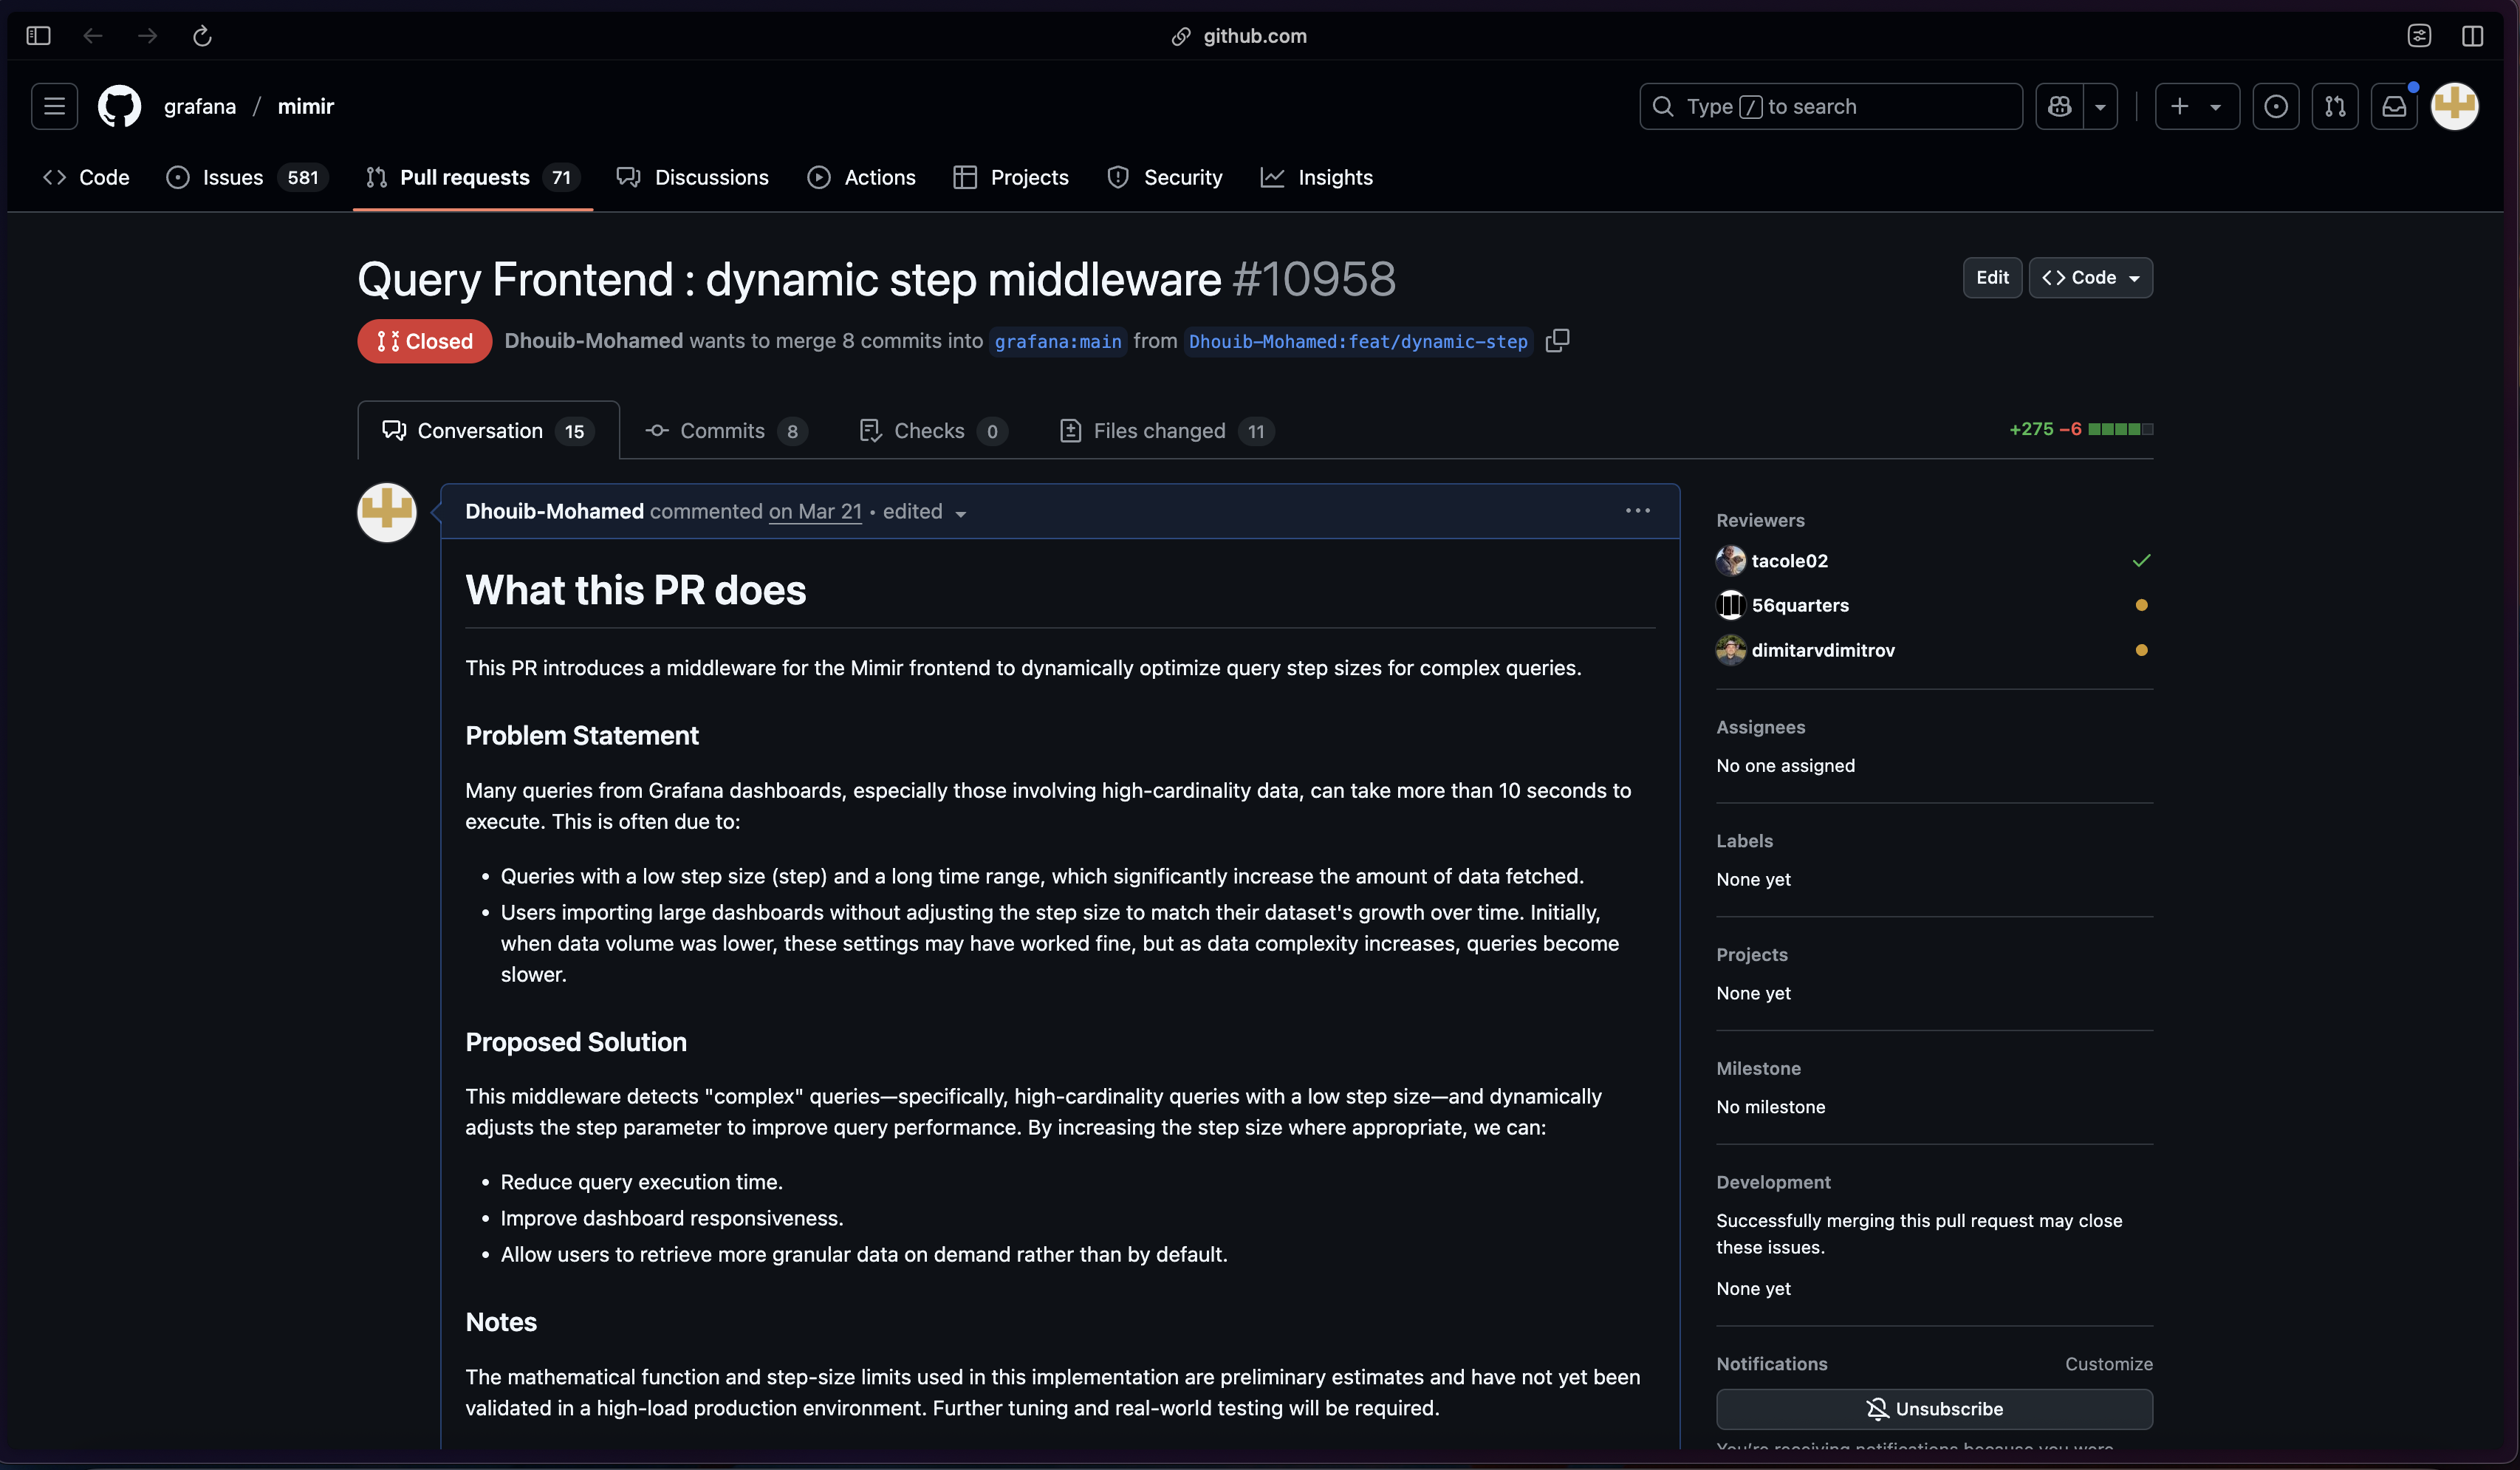 github.com
grafana / mimir
Type / to search
Code
Issues 581
Pull requests 71
Discussions
Actions
Projects
Security
Insights
Query Frontend : dynamic step middleware #10958
Edit
Code
Closed
Dhouib-Mohamed wants to merge 8 commits into grafana:main from Dhouib-Mohamed:feat/dynamic-step
Conversation 15
Commits 8
Checks 0
Files changed 11
+275 −6
Dhouib-Mohamed commented on Mar 21 • edited
What this PR does
This PR introduces a middleware for the Mimir frontend to dynamically optimize query step sizes for complex queries.
Problem Statement
Many queries from Grafana dashboards, especially those involving high-cardinality data, can take more than 10 seconds to
execute. This is often due to:
• Queries with a low step size (step) and a long time range, which significantly increase the amount of data fetched.
• Users importing large dashboards without adjusting the step size to match their dataset's growth over time. Initially,
when data volume was lower, these settings may have worked fine, but as data complexity increases, queries become
slower.
Proposed Solution
This middleware detects "complex" queries—specifically, high-cardinality queries with a low step size—and dynamically
adjusts the step parameter to improve query performance. By increasing the step size where appropriate, we can:
• Reduce query execution time.
• Improve dashboard responsiveness.
• Allow users to retrieve more granular data on demand rather than by default.
Notes
The mathematical function and step-size limits used in this implementation are preliminary estimates and have not yet been
validated in a high-load production environment. Further tuning and real-world testing will be required.
Reviewers
tacole02
56quarters
dimitarvdimitrov
Assignees
No one assigned
Labels
None yet
Projects
None yet
Milestone
No milestone
Development
Successfully merging this pull request may close
these issues.
None yet
Notifications
Customize
Unsubscribe
You're receiving notifications because you were